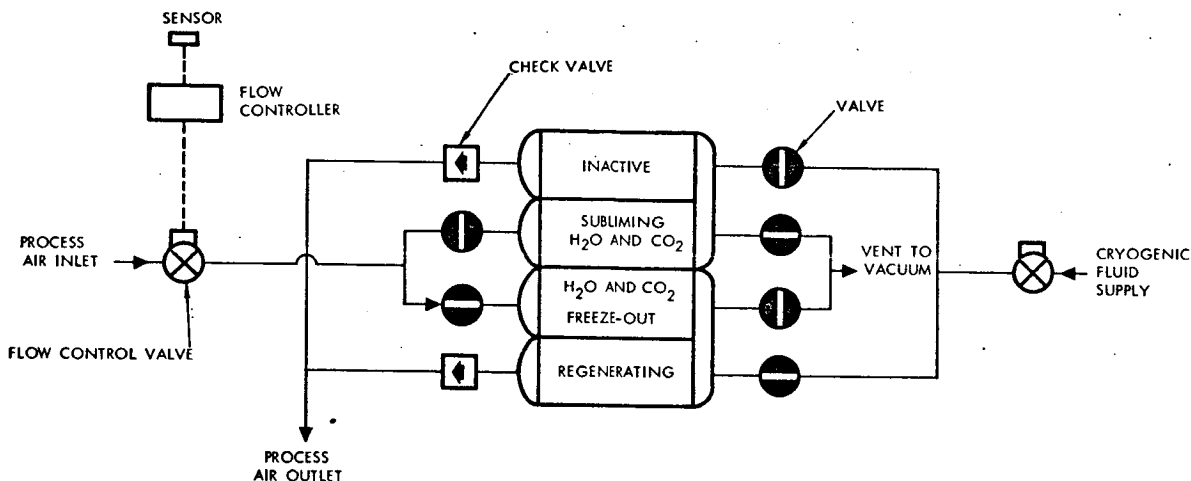 SENSOR
FLOW
CONTROLLER
CHECK VALVE
VALVE
INACTIVE
SUBLIMING
H₂O AND CO₂
H₂O AND CO₂
FREEZE-OUT
REGENERATING
PROCESS
AIR INLET
FLOW CONTROL VALVE
VENT TO
VACUUM
CRYOGENIC
FLUID
SUPPLY
PROCESS
AIR OUTLET